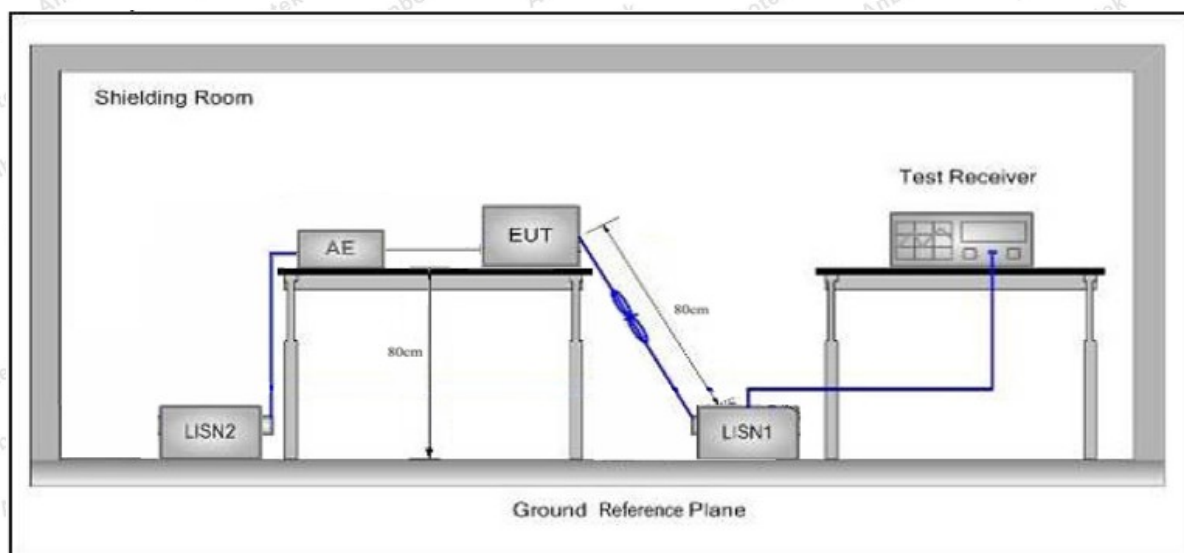 Shielding Room
Test Receiver
AE
EUT
80cm
80cm
LISN2
LISN1
Ground Reference Plane